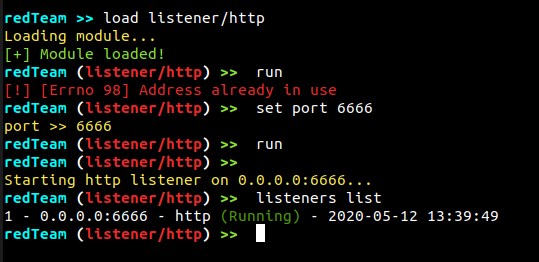 redTeam >> load listener/http
Loading module...
[+] Module loaded!
redTeam (listener/http) >> run
[!] [Errno 98] Address already in use
redTeam (listener/http) >> set port 6666
port >> 6666
redTeam (listener/http) >> run
redTeam (listener/http) >>
Starting http listener on 0.0.0.0:6666...
redTeam (listener/http) >> listeners list
1 - 0.0.0.0:6666 - http (Running) - 2020-05-12 13:39:49
redTeam (listener/http) >>